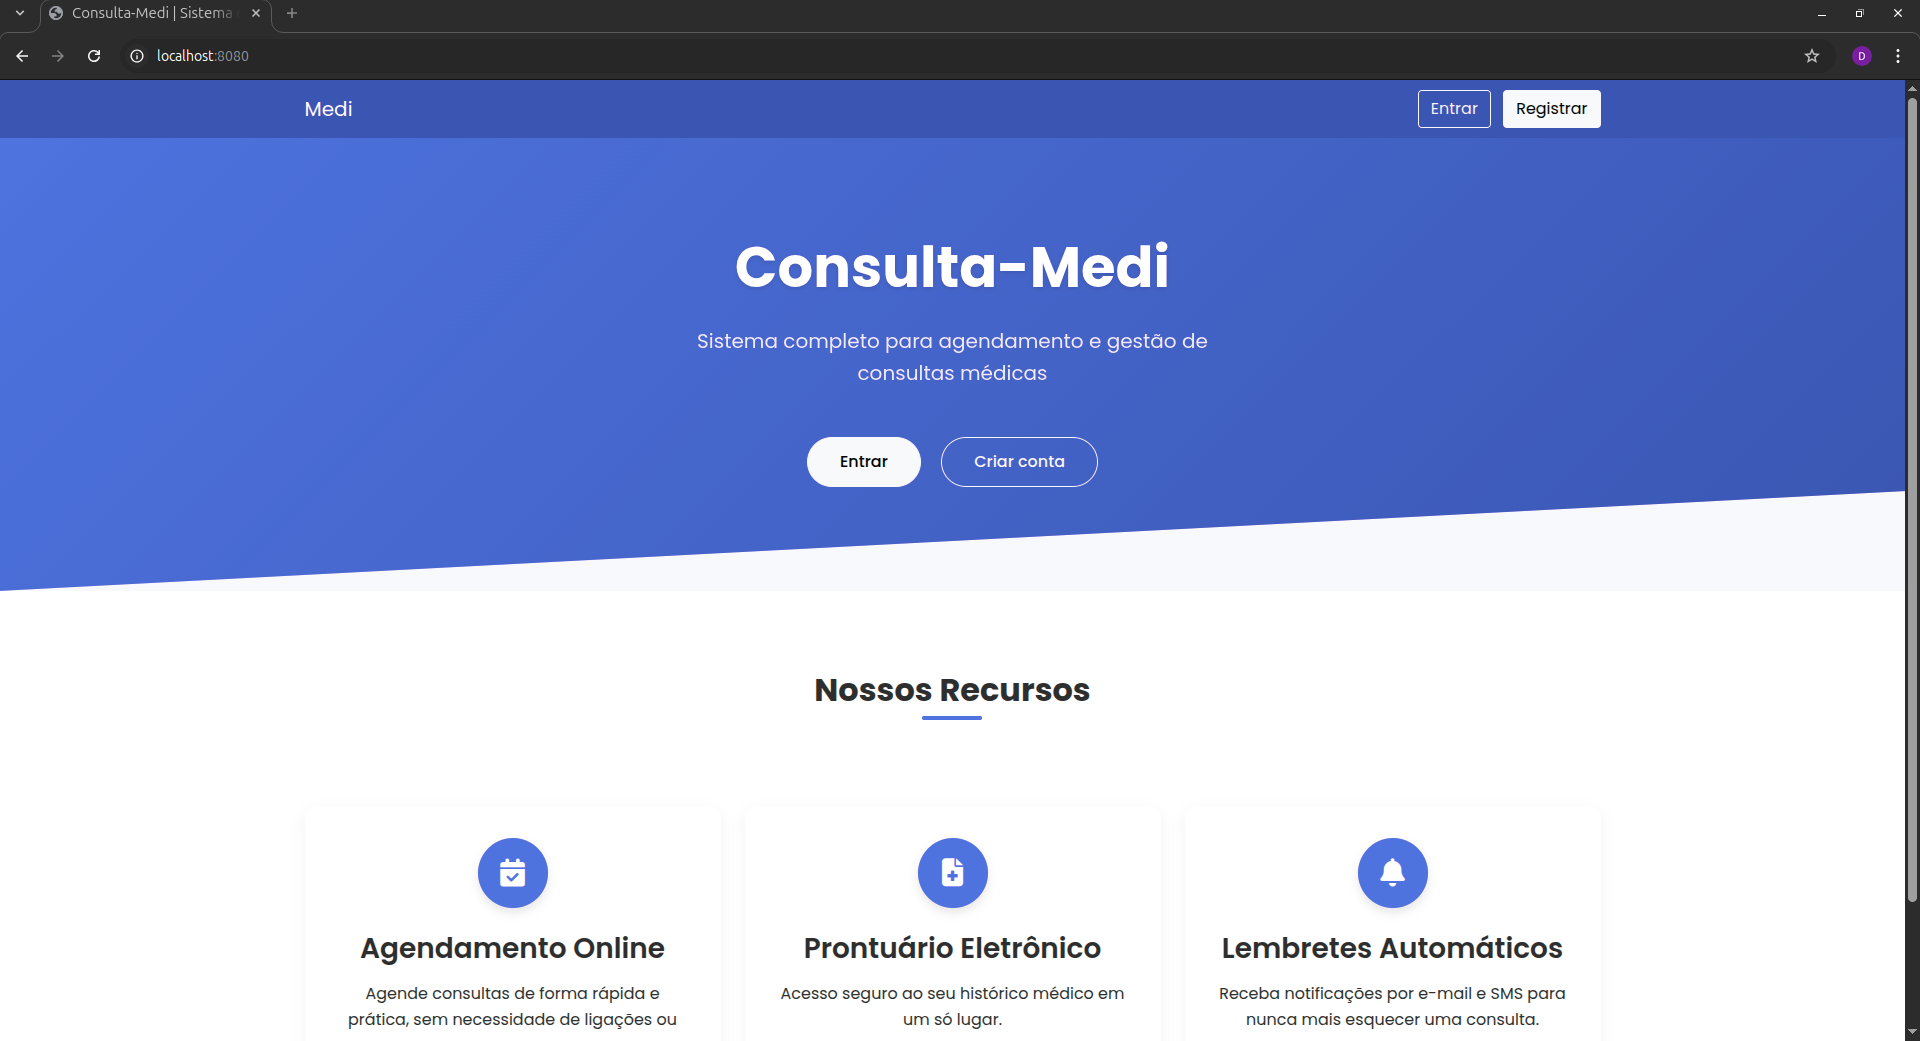 Consulta-Medi | Sistema
localhost:8080
D
Medi
Entrar
Registrar
Consulta-Medi
Sistema completo para agendamento e gestão de
consultas médicas
Entrar
Criar conta
Nossos Recursos
Agendamento Online
Agende consultas de forma rápida e
prática, sem necessidade de ligações ou
Prontuário Eletrônico
Acesso seguro ao seu histórico médico em
um só lugar.
Lembretes Automáticos
Receba notificações por e-mail e SMS para
nunca mais esquecer uma consulta.